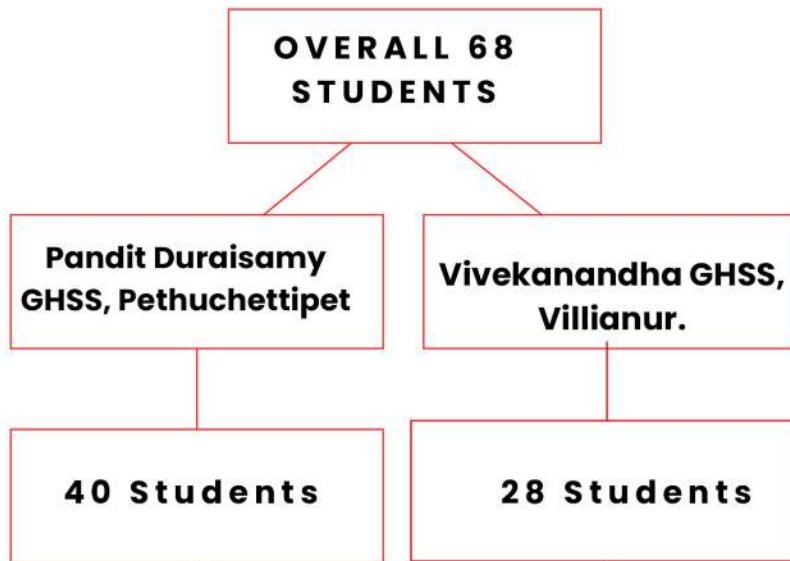 OVERALL 68
STUDENTS
Pandit Duraisamy
GHSS, Pethuchettipet
Vivekanandha GHSS,
Villianur.
40 Students
28 Students